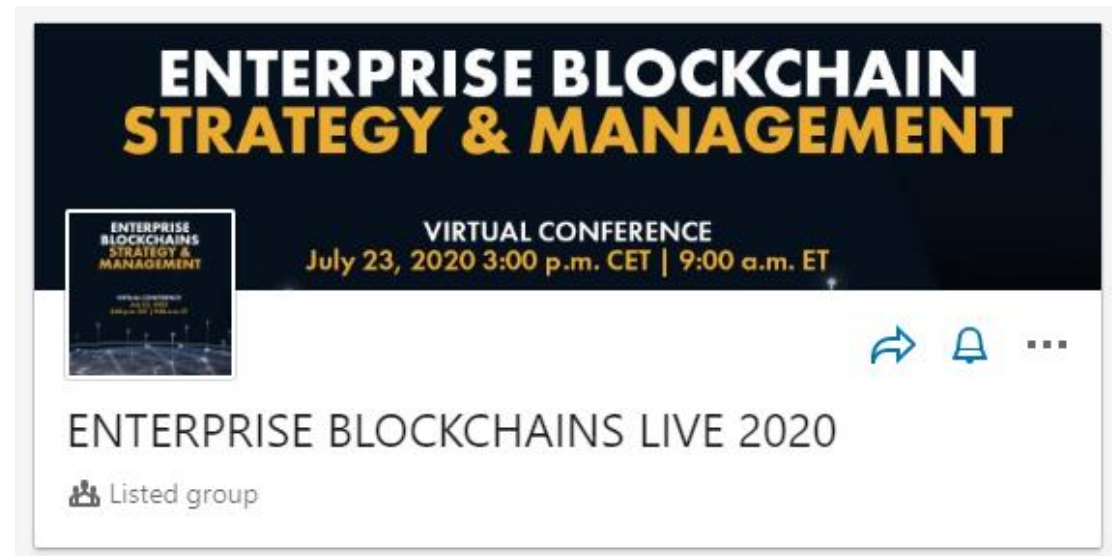 ENTERPRISE BLOCKCHAIN
STRATEGY & MANAGEMENT
VIRTUAL CONFERENCE
July 23, 2020 3:00 p.m. CET | 9:00 a.m. ET
ENTERPRISE
BLOCKCHAINS
STRATEGY &
MANAGEMENT
ENTERPRISE BLOCKCHAINS LIVE 2020
Listed group